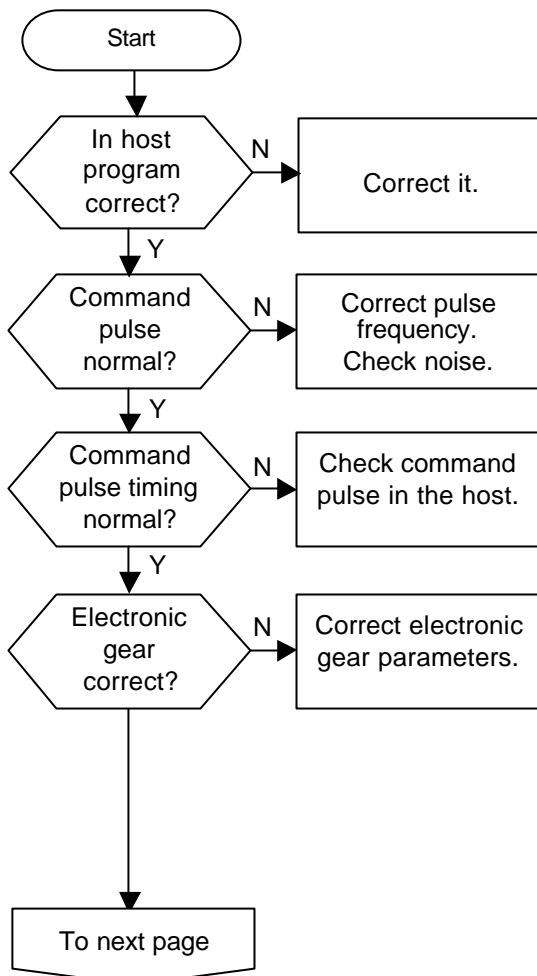 Start
In host
program
correct?
N
Correct it.
Y
Command
pulse
normal?
N
Correct pulse
frequency.
Check noise.
Y
Command
pulse timing
normal?
N
Check command
pulse in the host.
Y
Electronic
gear
correct?
N
Correct electronic
gear parameters.
To next page